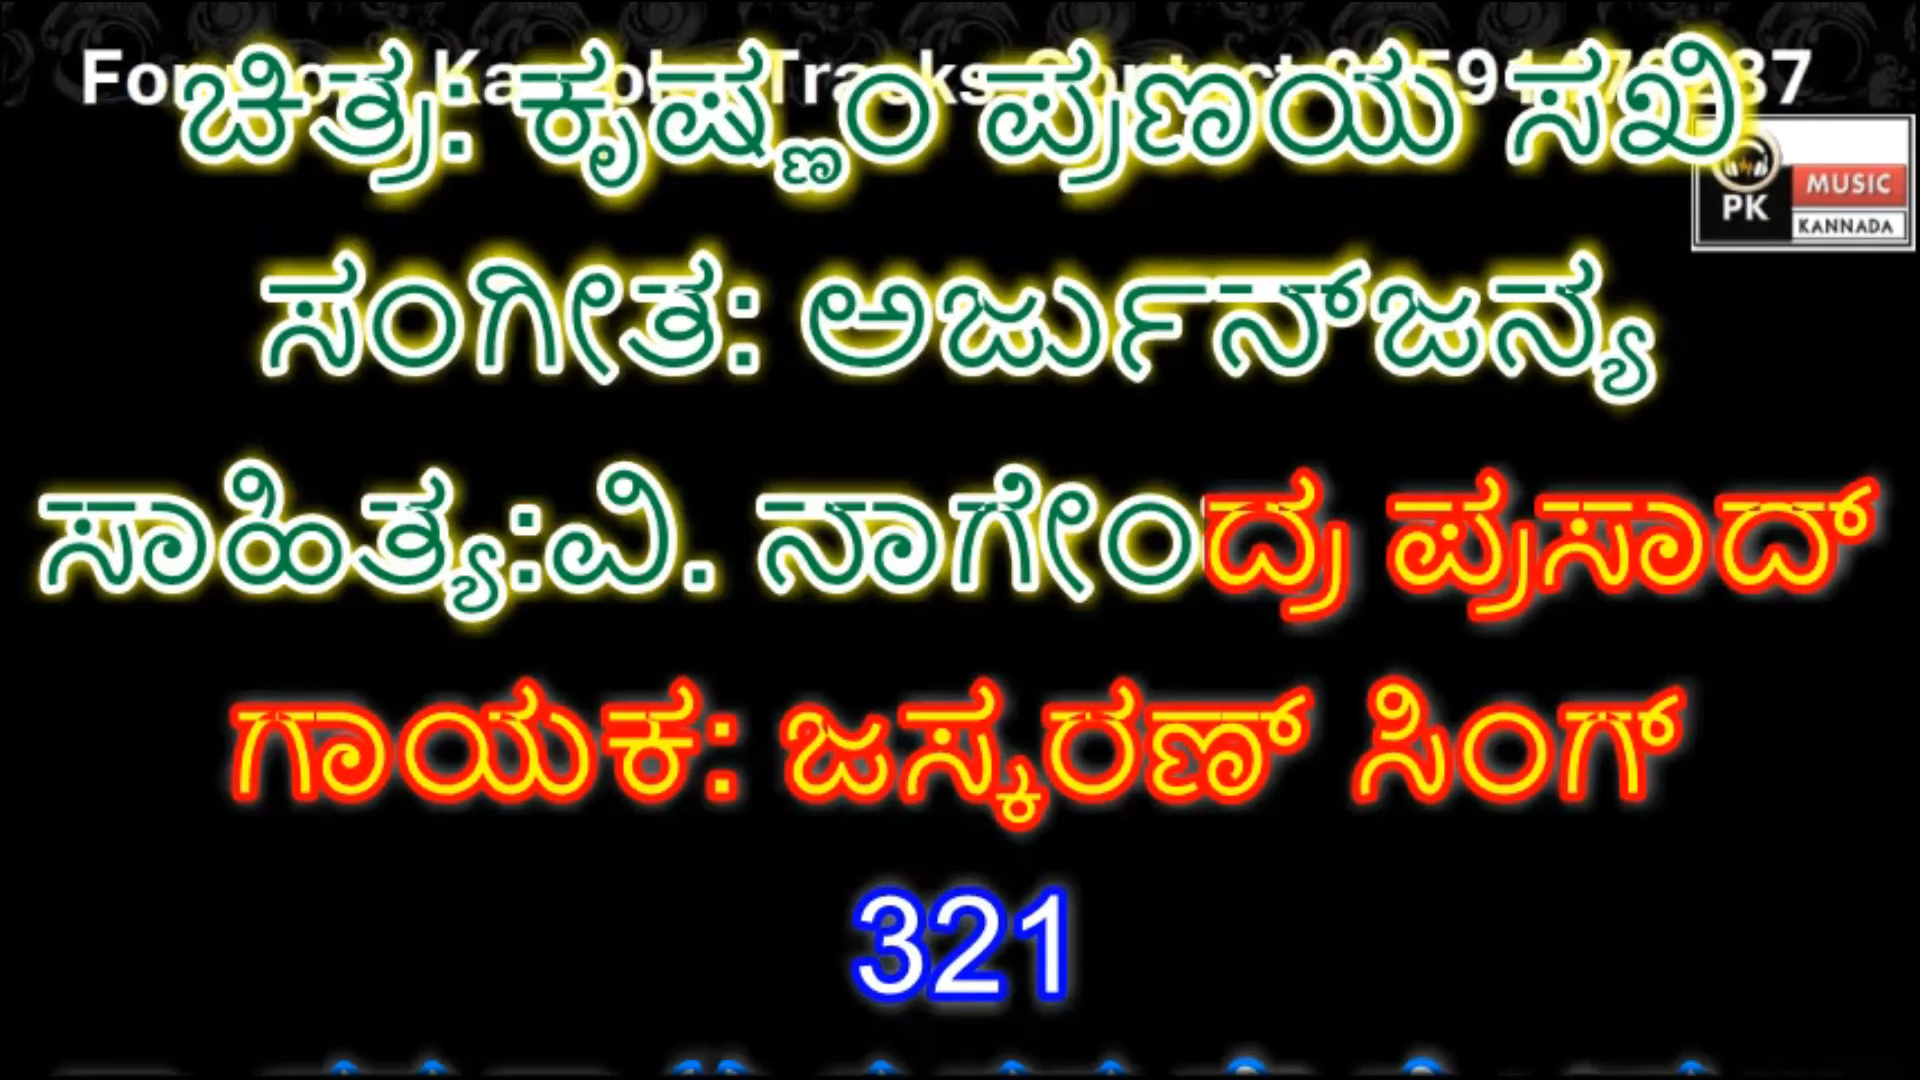 ಚಿತ್ರ: ಕೃಷ್ಣಂ ಪ್ರಣಯ ಸಖಿ
PK MUSIC
KANNADA
ಸಂಗೀತ: ಅರ್ಜುನ್‌ಜನ್ಯ
ಸಾಹಿತ್ಯ:ವಿ. ನಾಗೇಂದ್ರ ಪ್ರಸಾದ್
ಗಾಯಕ: ಜಸ್ಕರಣ್ ಸಿಂಗ್
321